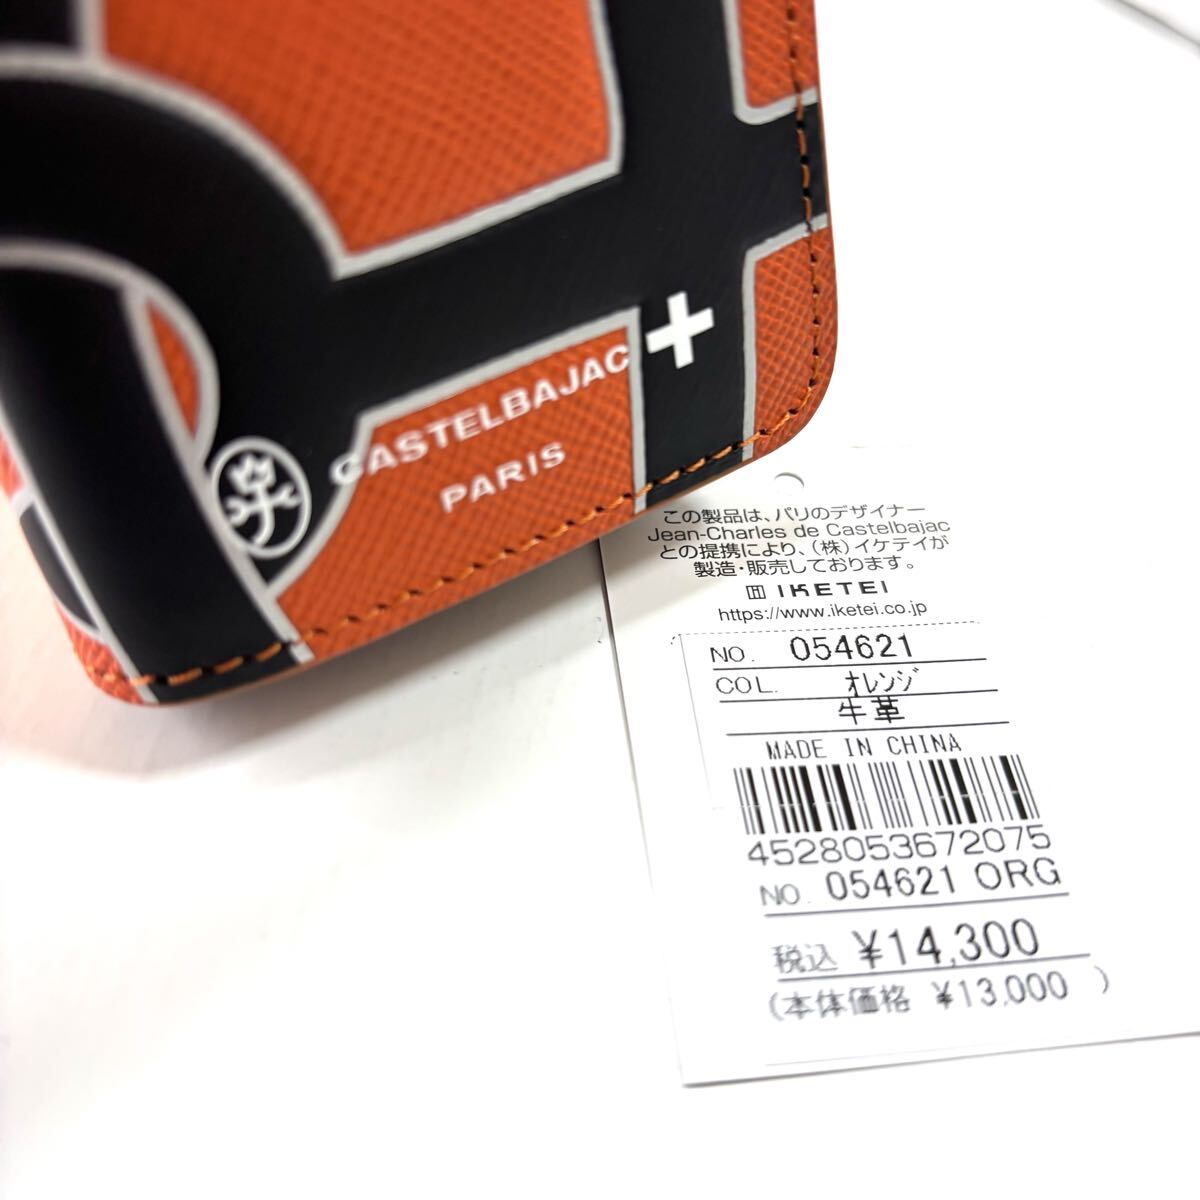 CASTELBAJAC
PARIS
この製品は、パリのデザイナー
Jean-Charles de Castelbajac
との提携により、(株)イケテイが
製造・販売しております。
IKETEI
https://www.iketei.co.jp
NO. 054621
COL. オレンジ
牛革
MADE IN CHINA
4528053672075
NO. 054621 ORG
税込 ¥14,300
(本体価格 ¥13,000 )